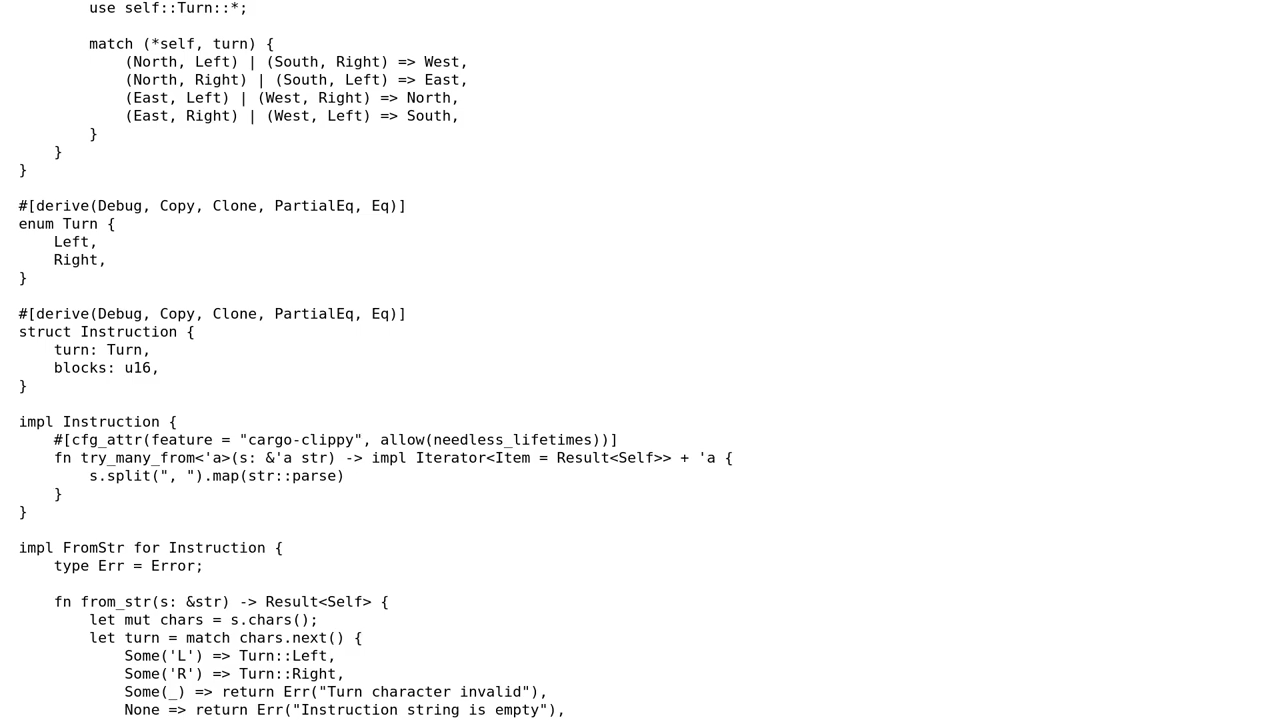 use self::Turn::*;

        match (*self, turn) {
            (North, Left) | (South, Right) => West,
            (North, Right) | (South, Left) => East,
            (East, Left) | (West, Right) => North,
            (East, Right) | (West, Left) => South,
        }
    }
}

#[derive(Debug, Copy, Clone, PartialEq, Eq)]
enum Turn {
    Left,
    Right,
}

#[derive(Debug, Copy, Clone, PartialEq, Eq)]
struct Instruction {
    turn: Turn,
    blocks: u16,
}

impl Instruction {
    #[cfg_attr(feature = "cargo-clippy", allow(needless_lifetimes))]
    fn try_many_from<'a>(s: &'a str) -> impl Iterator<Item = Result<Self>> + 'a {
        s.split(", ").map(str::parse)
    }
}

impl FromStr for Instruction {
    type Err = Error;

    fn from_str(s: &str) -> Result<Self> {
        let mut chars = s.chars();
        let turn = match chars.next() {
            Some('L') => Turn::Left,
            Some('R') => Turn::Right,
            Some(_) => return Err("Turn character invalid"),
            None => return Err("Instruction string is empty"),